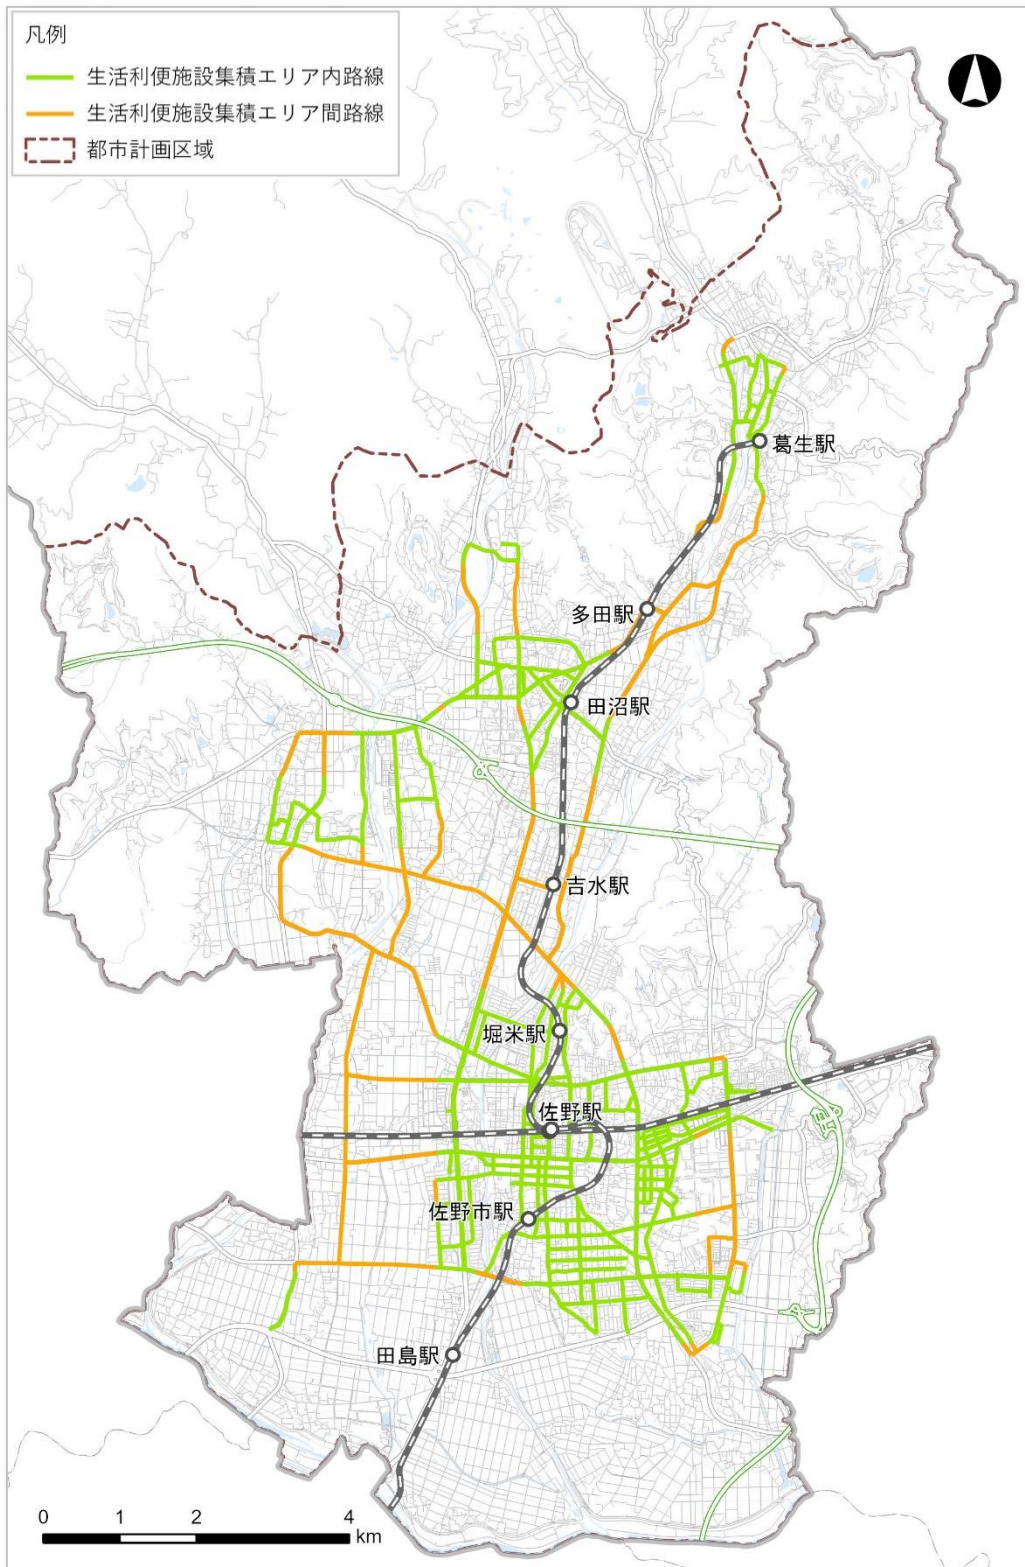 凡例
生活利便施設集積エリア内路線
生活利便施設集積エリア間路線
都市計画区域
葛生駅
多田駅
田沼駅
吉水駅
堀米駅
佐野駅
佐野市駅
田島駅
0 1 2 4
km